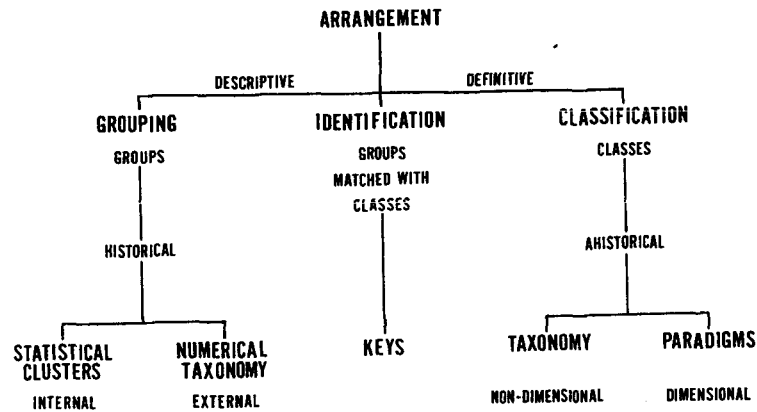 ARRANGEMENT
DESCRIPTIVE DEFINITIVE
GROUPING IDENTIFICATION CLASSIFICATION
GROUPS GROUPS CLASSES
MATCHED WITH
CLASSES
HISTORICAL AHISTORICAL
STATISTICAL CLUSTERS NUMERICAL TAXONOMY KEYS TAXONOMY PARADIGMS
INTERNAL EXTERNAL NON-DIMENSIONAL DIMENSIONAL